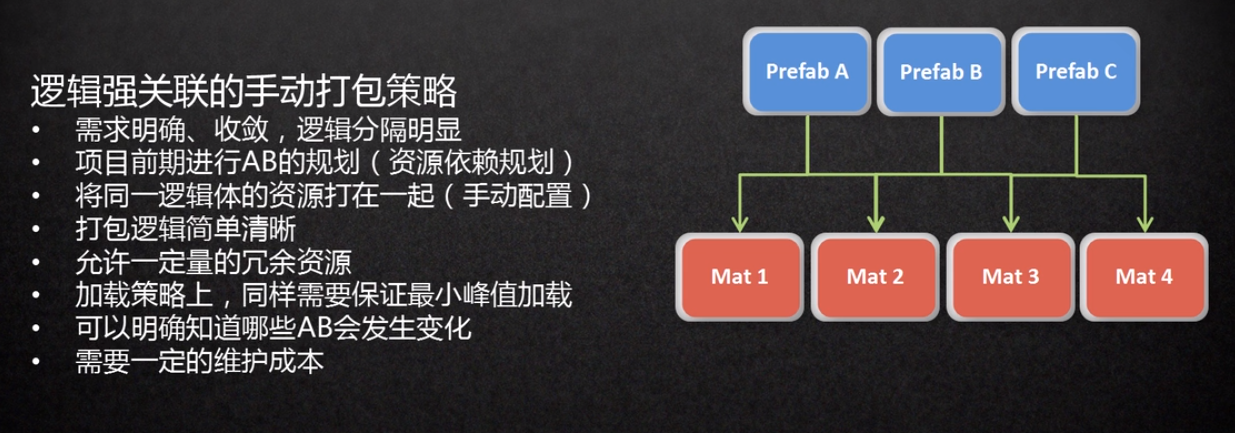 逻辑强关联的手动打包策略
• 需求明确、收敛，逻辑分隔明显
• 项目前期进行AB的规划（资源依赖规划）
• 将同一逻辑体的资源打在一起（手动配置）
• 打包逻辑简单清晰
• 允许一定量的冗余资源
• 加载策略上，同样需要保证最小峰值加载
• 可以明确知道哪些AB会发生变化
• 需要一定的维护成本
Prefab A
Prefab B
Prefab C
Mat 1
Mat 2
Mat 3
Mat 4